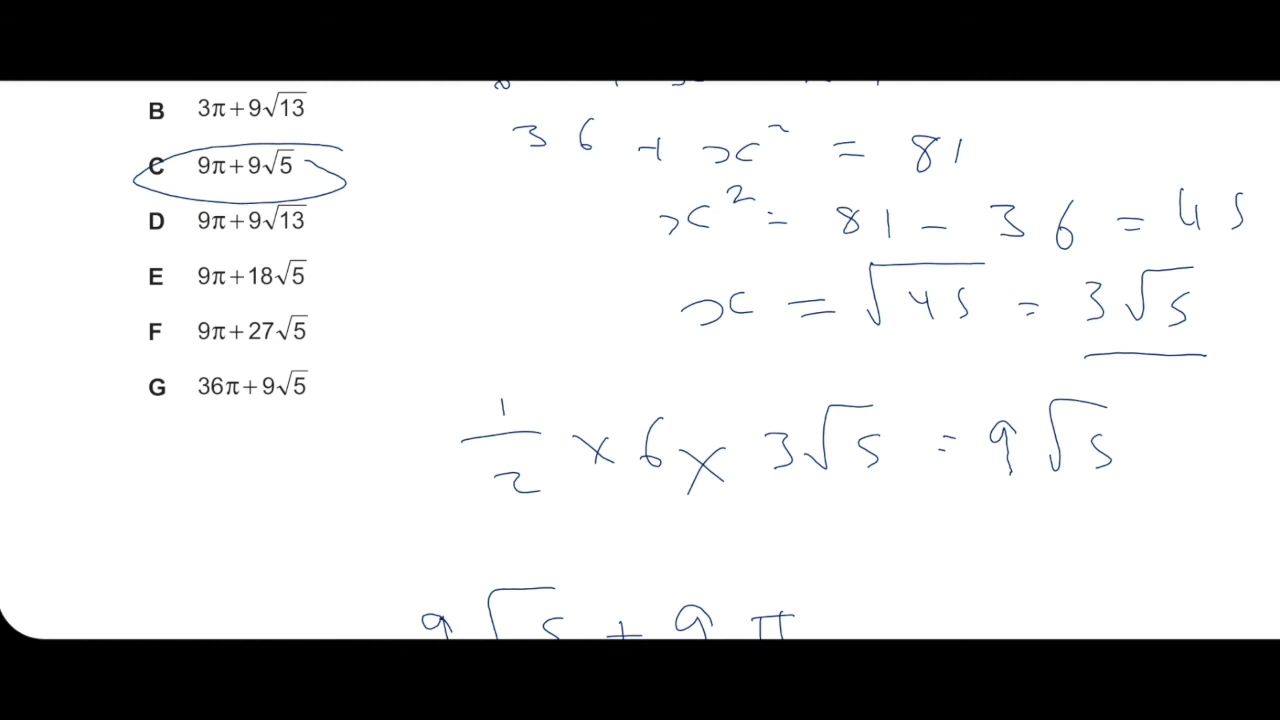 B 3π+9√13
36 + x² = 81
C 9π+9√5
x² = 81 - 36 = 45
D 9π+9√13
E 9π+18√5
x = √45 = 3√5
F 9π+27√5
G 36π+9√5
1/2 × 6 × 3√5 = 9√5
9√5 + 9π